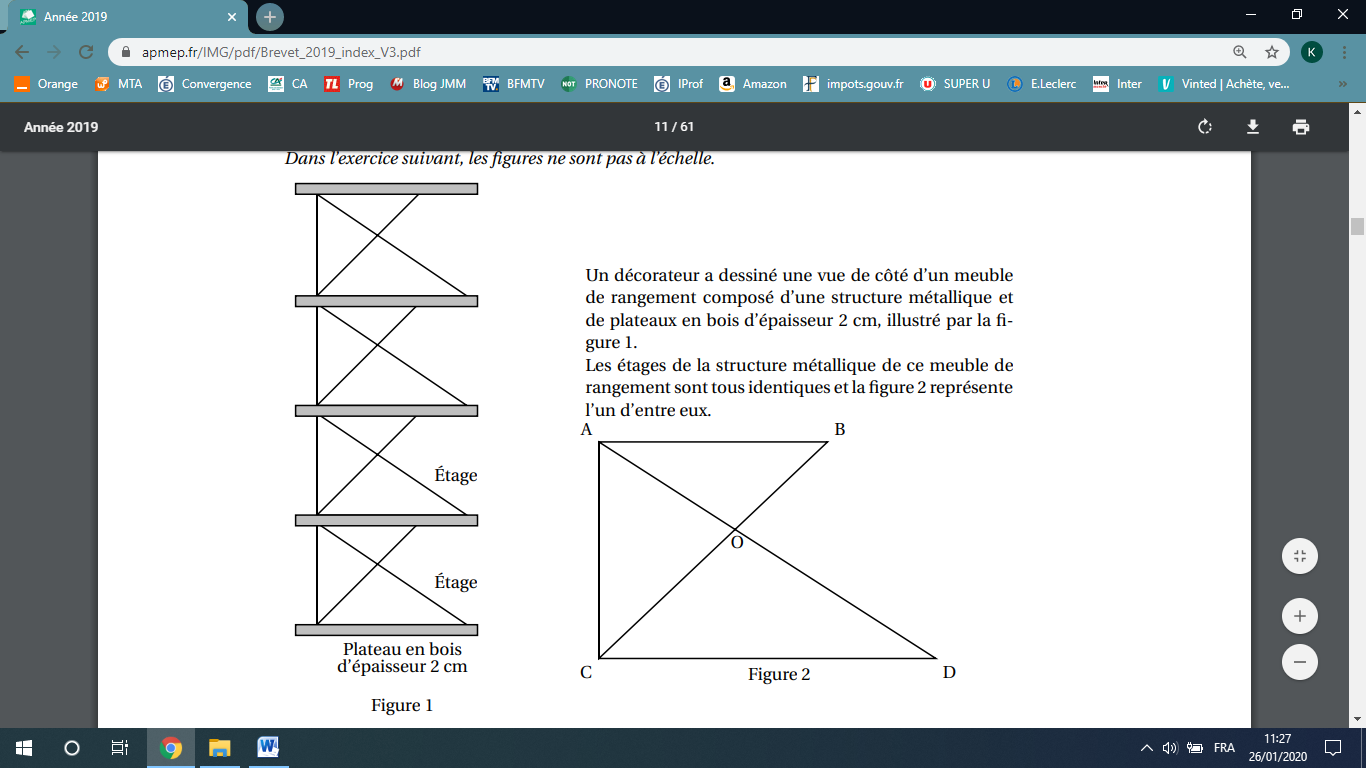 Année 2019
apmep.fr/IMG/pdf/Brevet_2019_index_V3.pdf
K
Orange MTA Convergence CA Prog Blog JMM BFMTV PRONOTE IProf Amazon impots.gouv.fr SUPER U E.Leclerc Inter Vinted | Achète, ve... »
Année 2019 11 / 61
Dans l'exercice suivant, les figures ne sont pas à l'échelle.
Un décorateur a dessiné une vue de côté d'un meuble
de rangement composé d'une structure métallique et
de plateaux en bois d'épaisseur 2 cm, illustré par la fi-
gure 1.
Les étages de la structure métallique de ce meuble de
rangement sont tous identiques et la figure 2 représente
l'un d'entre eux.
A B
Étage
O
Étage
Plateau en bois
d'épaisseur 2 cm
C Figure 2 D
Figure 1
FRA
11:27
26/01/2020